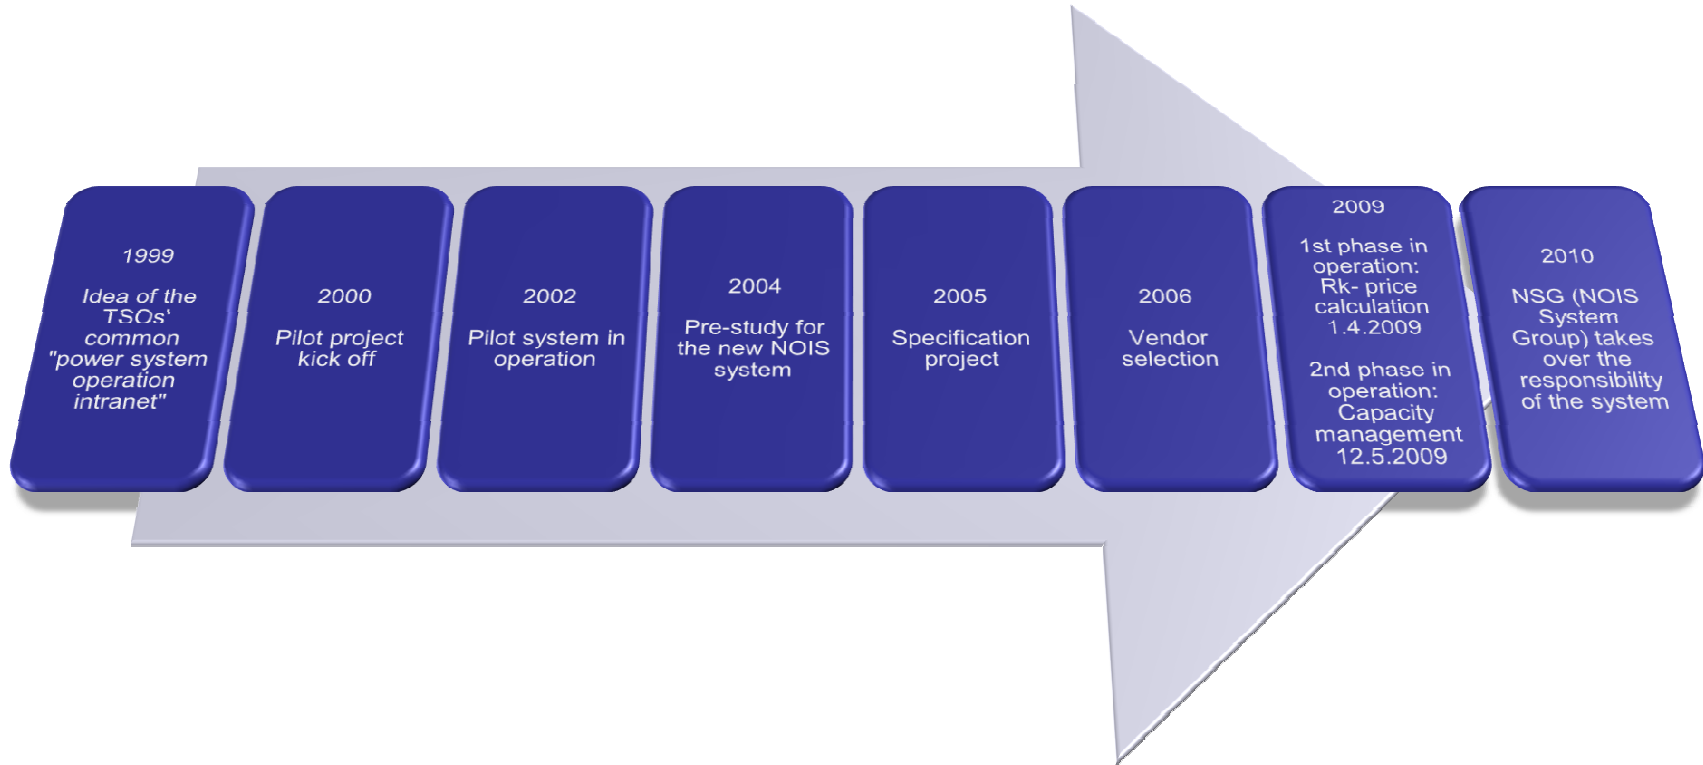 1999
Idea of the
TSOs'
common
"power system
operation
intranet"
2000
Pilot project
kick off
2002
Pilot system in
operation
2004
Pre-study for
the new NOIS
system
2005
Specification
project
2006
Vendor
selection
2009
1st phase in
operation:
Rk- price
calculation
1.4.2009
2nd phase in
operation:
Capacity
management
12.5.2009
2010
NSG (NOIS
System
Group) takes
over the
responsibility
of the system